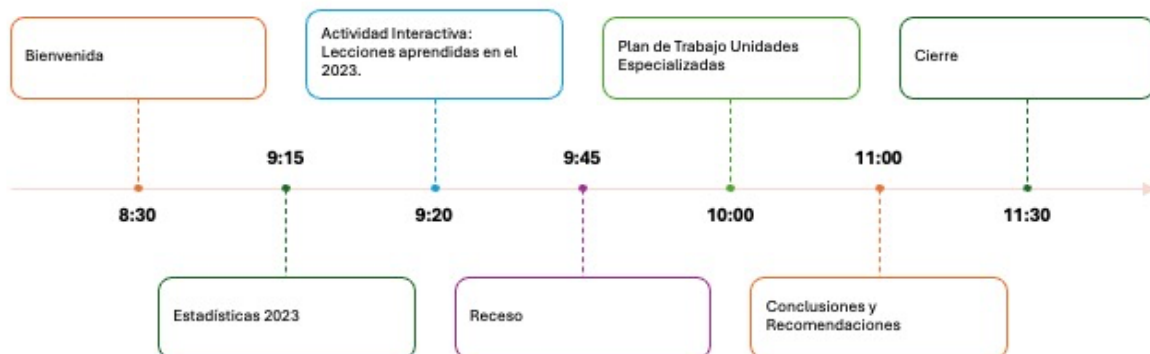 Bienvenida
Actividad Interactiva:
Lecciones aprendidas en el
2023.
Plan de Trabajo Unidades
Especializadas
Cierre
9:15
9:45
11:00
8:30
9:20
10:00
11:30
Estadísticas 2023
Receso
Conclusiones y
Recomendaciones